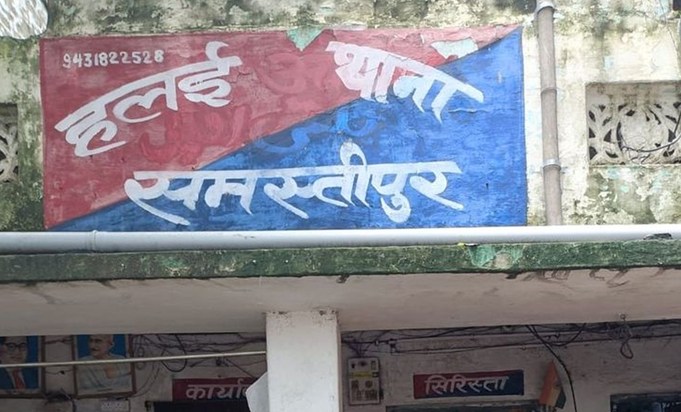 9431822528
हलई थाना
समस्तीपुर
सिरिस्ता